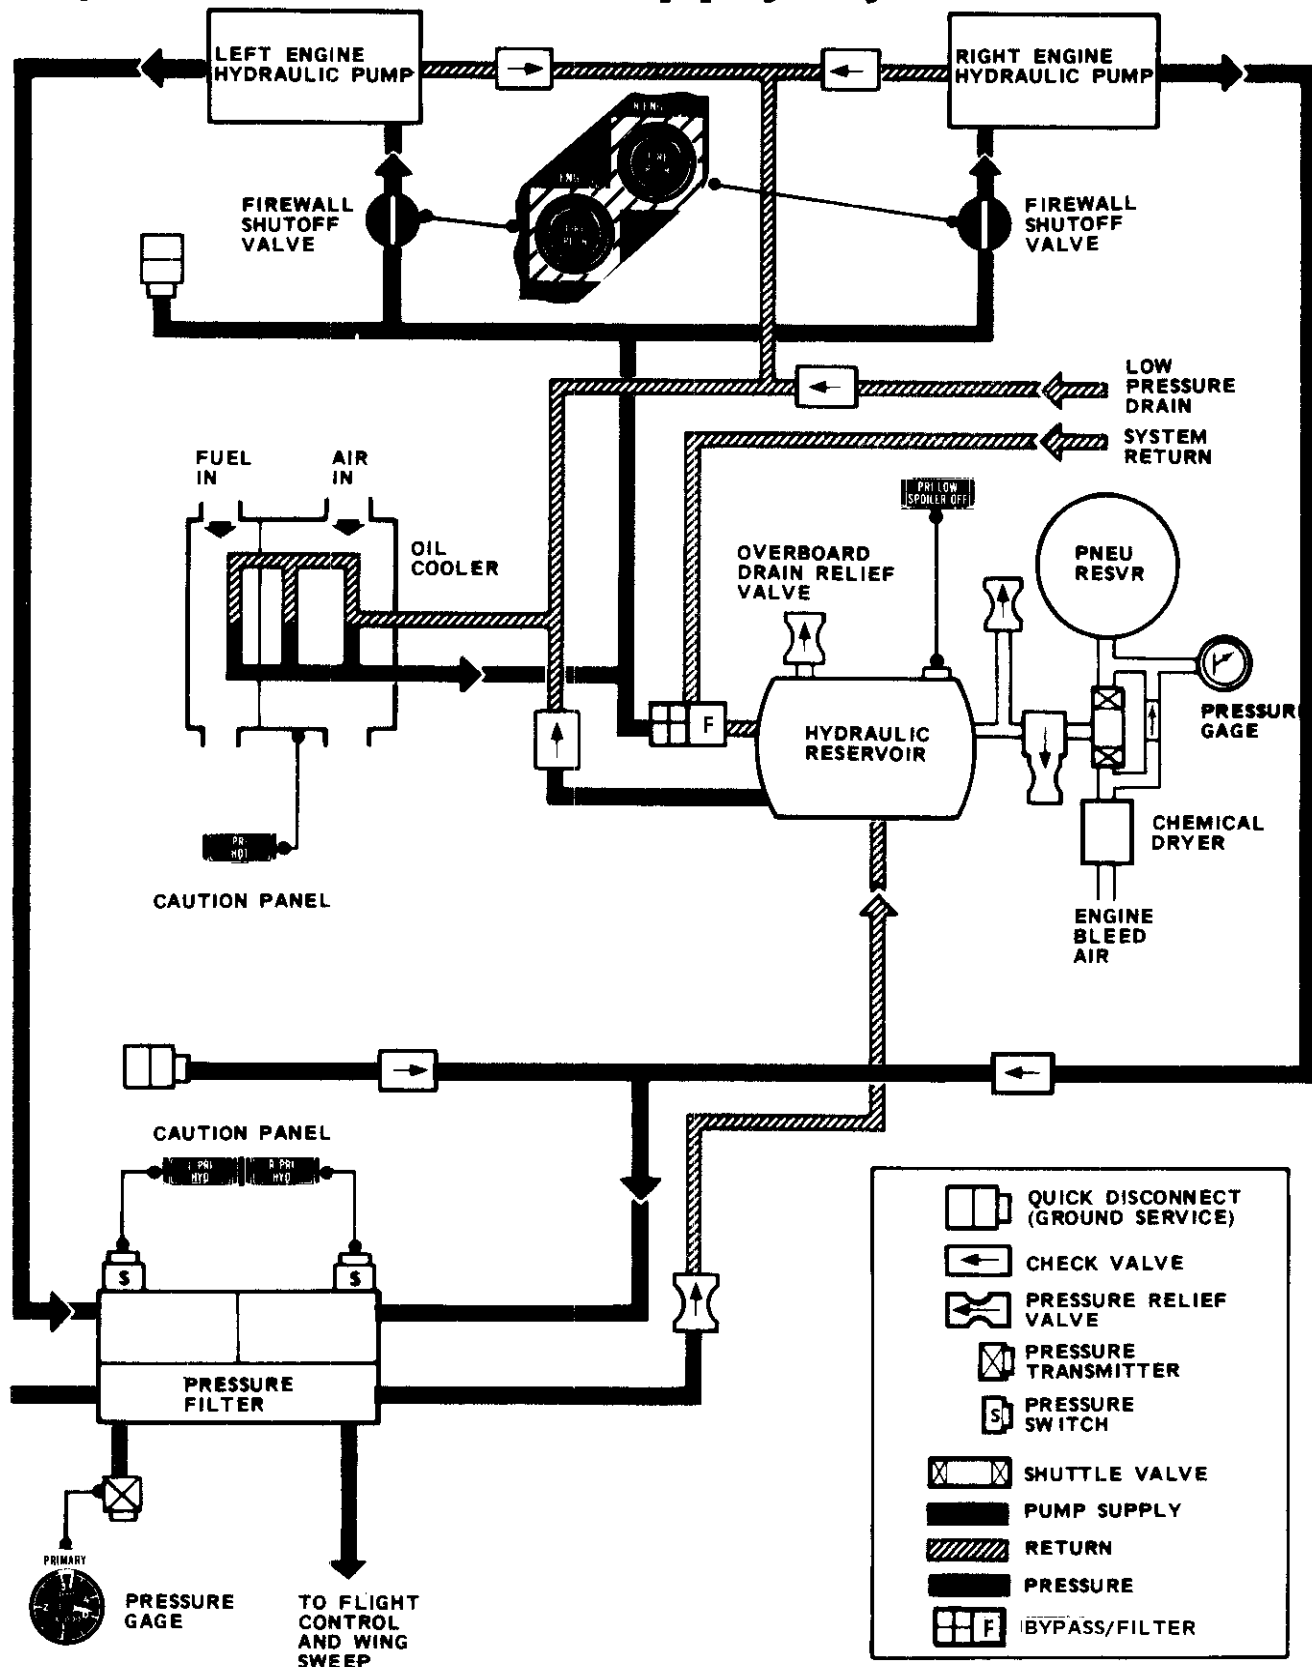 LEFT ENGINE
HYDRAULIC PUMP
RIGHT ENGINE
HYDRAULIC PUMP
FIREWALL
SHUTOFF
VALVE
FIREWALL
SHUTOFF
VALVE
LOW
PRESSURE
DRAIN
SYSTEM
RETURN
FUEL
IN
AIR
IN
OIL
COOLER
PRI LOW
SPOILER OFF
OVERBOARD
DRAIN RELIEF
VALVE
PNEU
RESVR
PRESSURE
GAGE
F
HYDRAULIC
RESERVOIR
CHEMICAL
DRYER
CAUTION PANEL
ENGINE
BLEED
AIR
CAUTION PANEL
PRI
HYD
R PRI
HYD
S
S
PRESSURE
FILTER
PRIMARY
PRESSURE
GAGE
TO FLIGHT
CONTROL
AND WING
SWEEP
QUICK DISCONNECT
(GROUND SERVICE)
CHECK VALVE
PRESSURE RELIEF
VALVE
PRESSURE
TRANSMITTER
S
PRESSURE
SWITCH
SHUTTLE VALVE
PUMP SUPPLY
RETURN
PRESSURE
F
BYPASS/FILTER